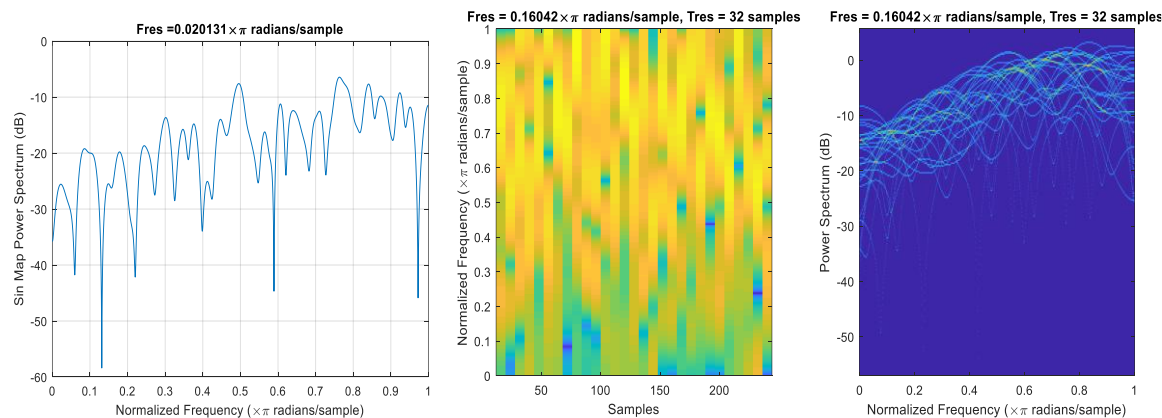 Fres =0.020131×π radians/sample
Sin Map Power Spectrum (dB)
0
-10
-20
-30
-40
-50
-60
0 0.1 0.2 0.3 0.4 0.5 0.6 0.7 0.8 0.9 1
Normalized Frequency (×π radians/sample)
Fres = 0.16042×π radians/sample, Tres = 32 samples
Normalized Frequency (×π radians/sample)
1
0.9
0.8
0.7
0.6
0.5
0.4
0.3
0.2
0.1
0
50 100 150 200
Samples
Fres = 0.16042×π radians/sample, Tres = 32 samples
Power Spectrum (dB)
0
-10
-20
-30
-40
-50
0 0.2 0.4 0.6 0.8 1
Normalized Frequency (×π radians/sample)